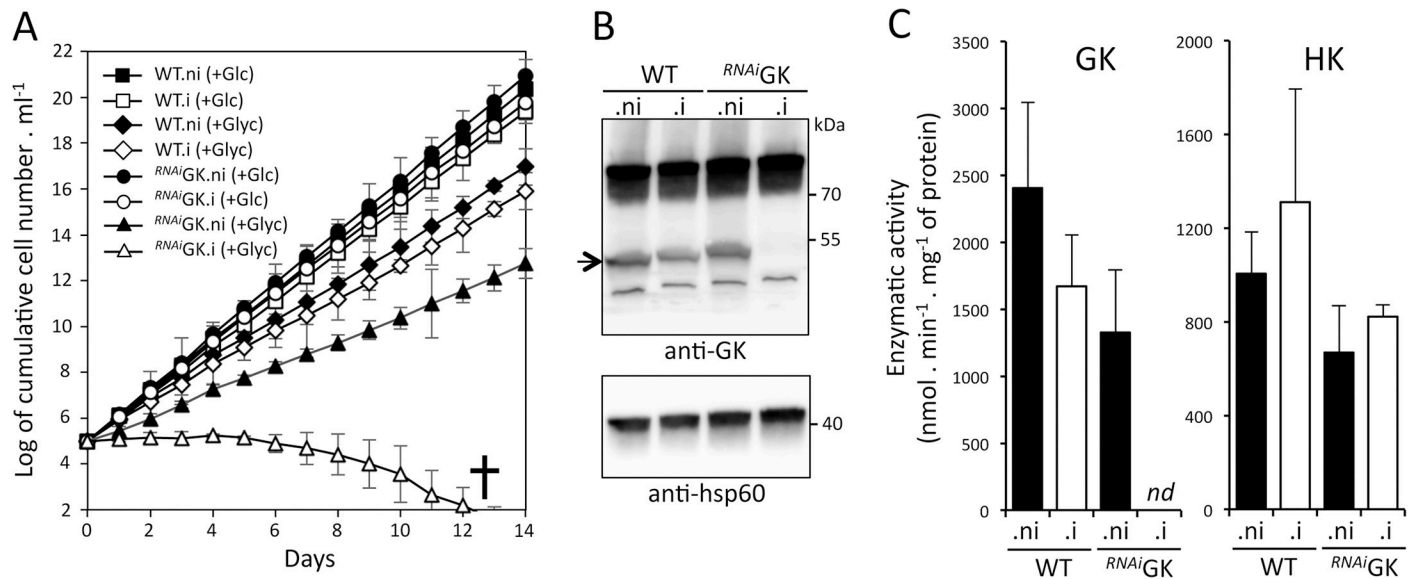 A
22
20
18
16
14
12
10
8
6
4
2
Log of cumulative cell number . ml-1
WT.ni (+Glc)
WT.i (+Glc)
WT.ni (+Glyc)
WT.i (+Glyc)
RNAiGK.ni (+Glc)
RNAiGK.i (+Glc)
RNAiGK.ni (+Glyc)
RNAiGK.i (+Glyc)
0 2 4 6 8 10 12 14
Days
B
WT RNAiGK
.ni .i .ni .i
kDa
70
55
anti-GK
40
anti-hsp60
C
Enzymatic activity
(nmol . min-1 . mg-1 of protein)
GK
3500
3000
2500
2000
1500
1000
500
0
nd
.ni .i .ni .i
WT RNAiGK
HK
2000
1600
1200
800
400
0
.ni .i .ni .i
WT RNAiGK